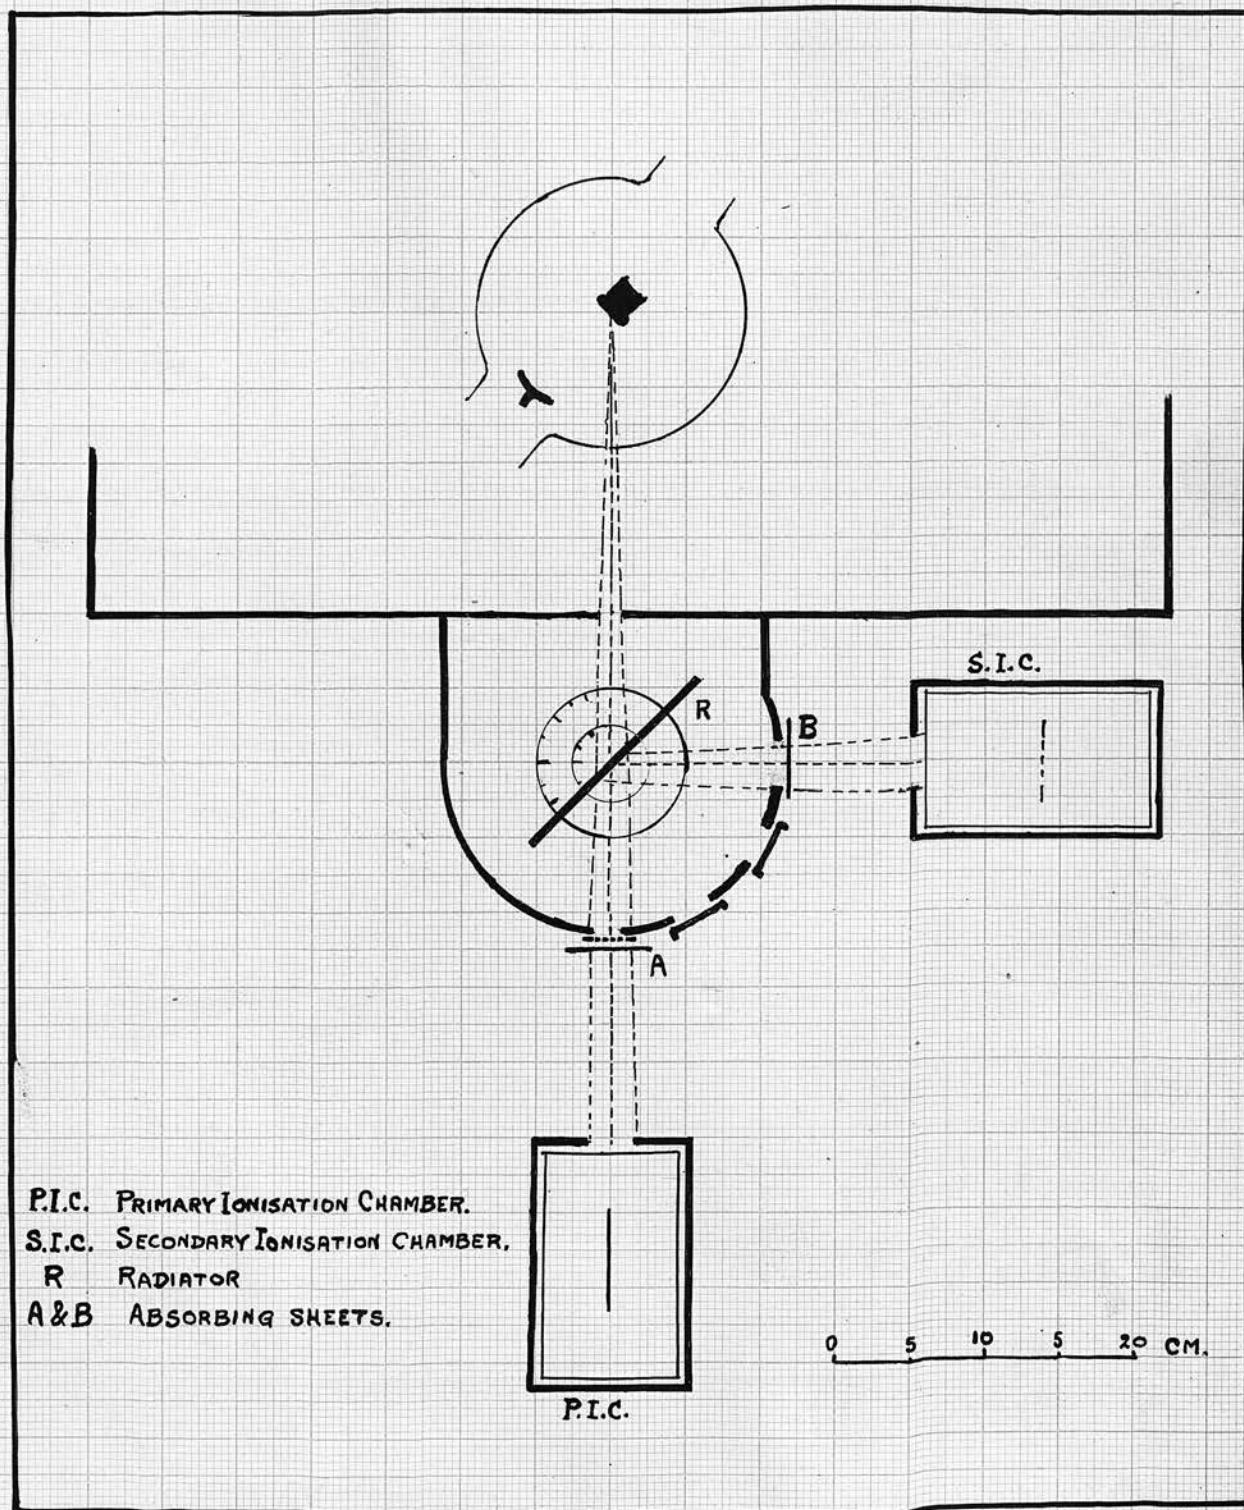 S.I.C.
R
B
A
P.I.C. PRIMARY IONISATION CHAMBER.
S.I.C. SECONDARY IONISATION CHAMBER.
R RADIATOR
A & B ABSORBING SHEETS.
0 5 10 5 20 CM.
P.I.C.